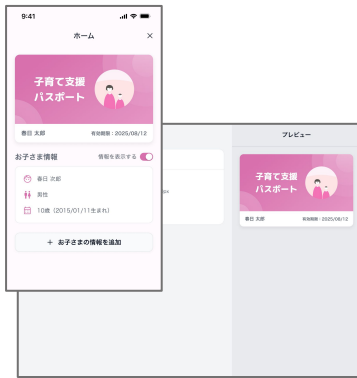 9:41
ホーム
×
子育て支援
パスポート
春日 太郎
有効期限：2025/08/12
お子さま情報
情報を表示する
春日 次郎
男性
10歳（2015/01/11生まれ）
+ お子さまの情報を追加
px
プレビュー
子育て支援
パスポート
春日 太郎
有効期限：2025/08/12